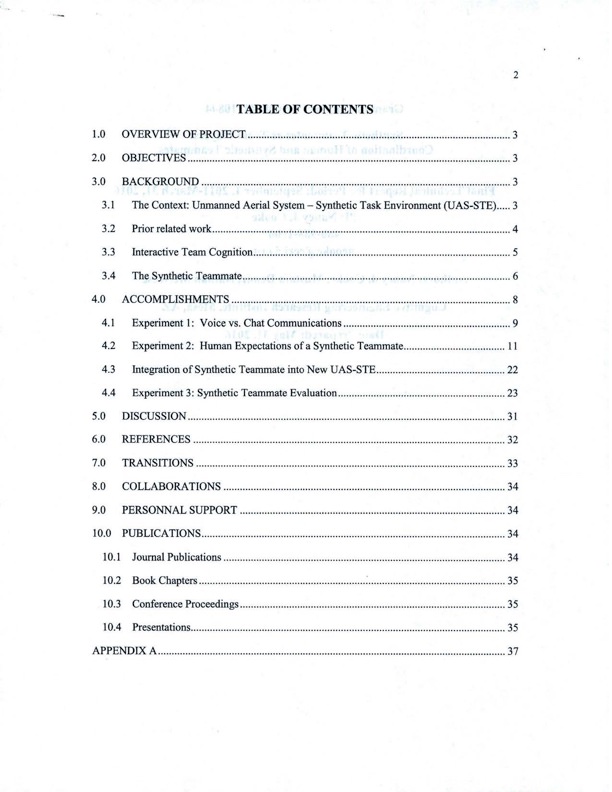 2
TABLE OF CONTENTS
1.0 OVERVIEW OF PROJECT 3
2.0 OBJECTIVES 3
3.0 BACKGROUND 3
3.1 The Context: Unmanned Aerial System – Synthetic Task Environment (UAS-STE) 3
3.2 Prior related work 4
3.3 Interactive Team Cognition 5
3.4 The Synthetic Teammate 6
4.0 ACCOMPLISHMENTS 8
4.1 Experiment 1: Voice vs. Chat Communications 9
4.2 Experiment 2: Human Expectations of a Synthetic Teammate 11
4.3 Integration of Synthetic Teammate into New UAS-STE 22
4.4 Experiment 3: Synthetic Teammate Evaluation 23
5.0 DISCUSSION 31
6.0 REFERENCES 32
7.0 TRANSITIONS 33
8.0 COLLABORATIONS 34
9.0 PERSONNAL SUPPORT 34
10.0 PUBLICATIONS 34
10.1 Journal Publications 34
10.2 Book Chapters 35
10.3 Conference Proceedings 35
10.4 Presentations 35
APPENDIX A 37